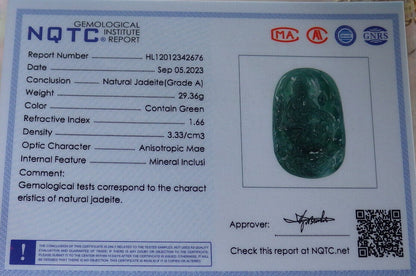 NQTC GEMOLOGICAL
INSTITUTE
® REPORT
MA
GNRS
Report Number HL12012342676
Date Sep 05.2023
Conclusion Natural Jadeite(Grade A)
Weight 29.36g
Color Contain Green
Refractive Index 1.66
Density 3.33/cm3
Optic Character Anisotropic Mae
Internal Feature Mineral Inclusi
Comment:
Gemological tests correspond to the charact
eristics of natural jadeite.
Approver:
Check this report at NQTC.net